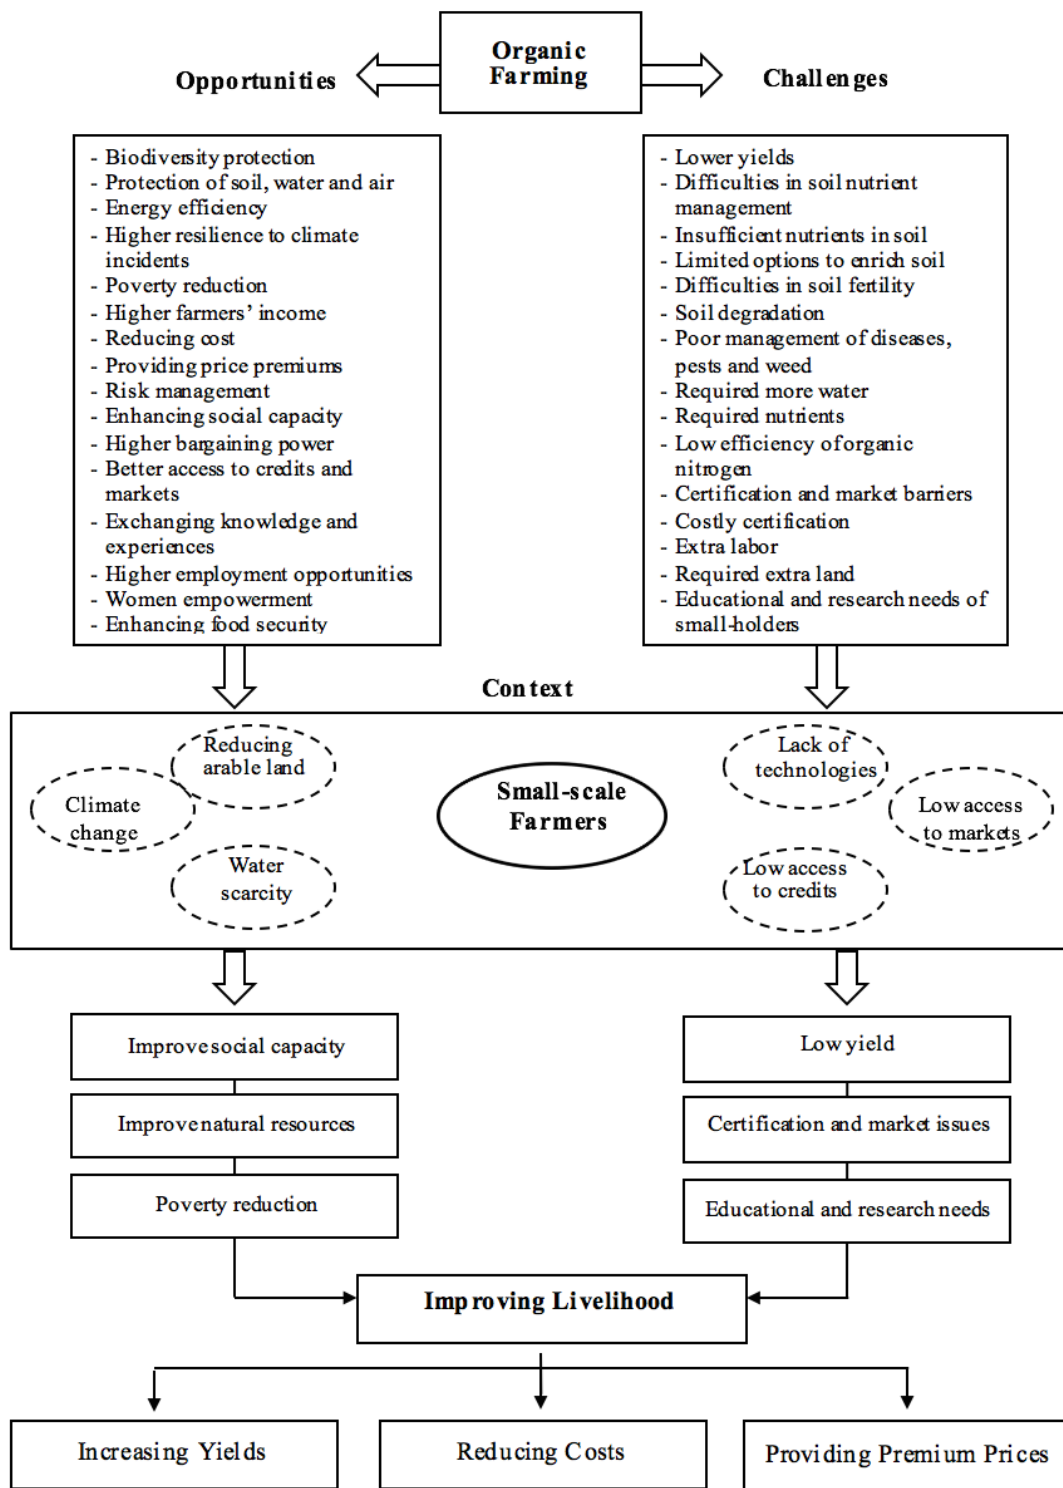 Organic
Farming
Opportunities
Challenges
- Biodiversity protection
- Protection of soil, water and air
- Energy efficiency
- Higher resilience to climate
incidents
- Poverty reduction
- Higher farmers’ income
- Reducing cost
- Providing price premiums
- Risk management
- Enhancing social capacity
- Higher bargaining power
- Better access to credits and
markets
- Exchanging knowledge and
experiences
- Higher employment opportunities
- Women empowerment
- Enhancing food security
- Lower yields
- Difficulties in soil nutrient
management
- Insufficient nutrients in soil
- Limited options to enrich soil
- Difficulties in soil fertility
- Soil degradation
- Poor management of diseases,
pests and weed
- Required more water
- Required nutrients
- Low efficiency of organic
nitrogen
- Certification and market barriers
- Costly certification
- Extra labor
- Required extra land
- Educational and research needs of
small-holders
Context
Reducing
arable land
Climate
change
Water
scarcity
Small-scale
Farmers
Lack of
technologies
Low access
to markets
Low access
to credits
Improve social capacity
Improve natural resources
Poverty reduction
Low yield
Certification and market issues
Educational and research needs
Improving Livelihood
Increasing Yields
Reducing Costs
Providing Premium Prices